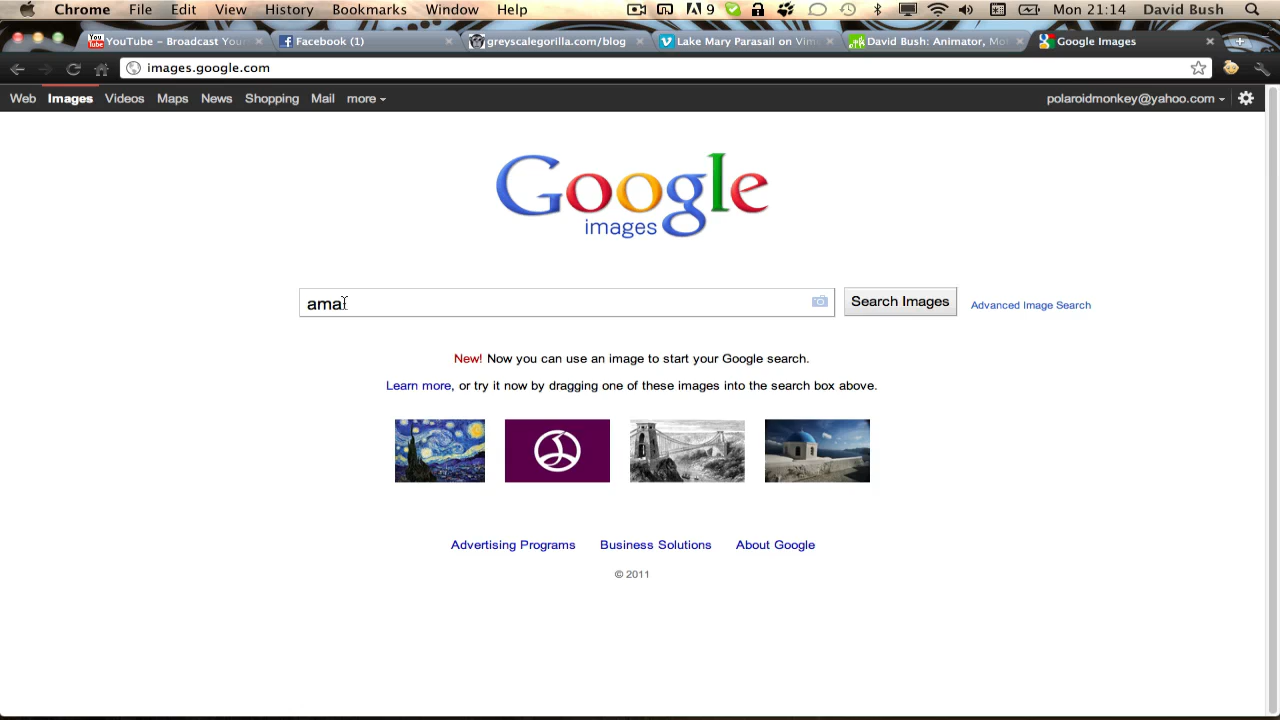 Chrome File Edit View History Bookmarks Window Help 9 Mon 21:14 David Bush
You Tube YouTube – Broadcast Your Facebook (1) greyscalegorilla.com/blog Lake Mary Parasail on Vim David Bush: Animator, Mo Google Images
images.google.com
Web Images Videos Maps News Shopping Mail more polaroidmonkey@yahoo.com
Google
images
ama
Search Images
Advanced Image Search
New! Now you can use an image to start your Google search.
Learn more, or try it now by dragging one of these images into the search box above.
Advertising Programs Business Solutions About Google
© 2011